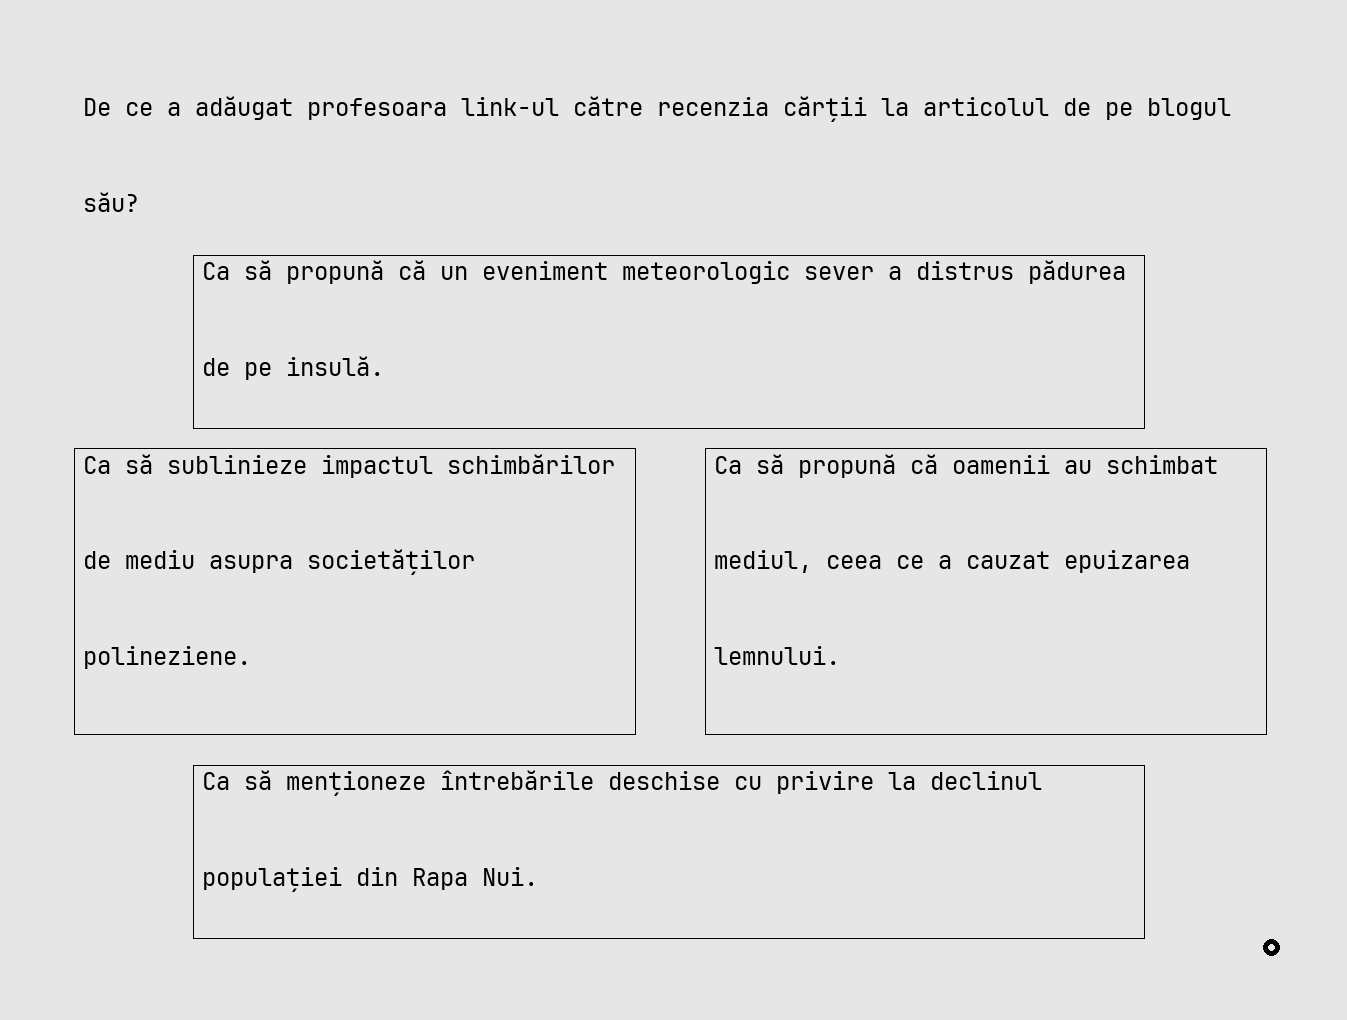 De ce a adăugat profesoara link-ul către recenzia cărții la articolul de pe blogul
său?
Ca să propună că un eveniment meteorologic sever a distrus pădurea
de pe insulă.
Ca să sublinieze impactul schimbărilor
de mediu asupra societăților
polineziene.
Ca să propună că oamenii au schimbat
mediul, ceea ce a cauzat epuizarea
lemnului.
Ca să menționeze întrebările deschise cu privire la declinul
populației din Rapa Nui.